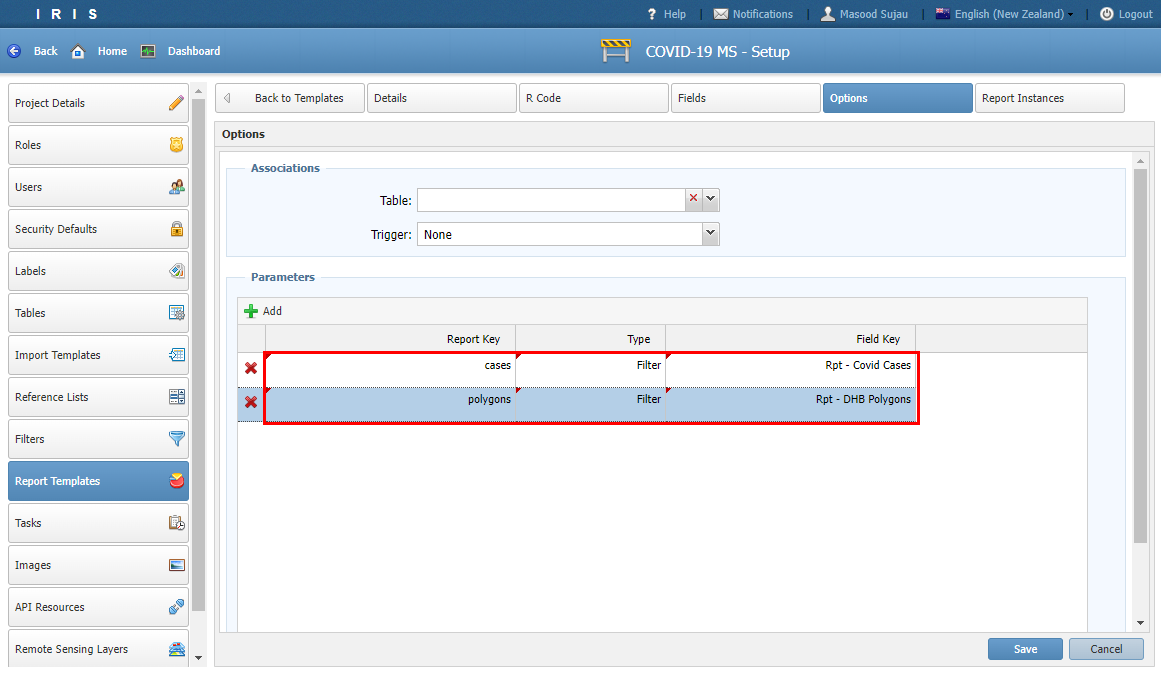 I R I S
Help
Notifications
Masood Sujau
English (New Zealand)
Logout
Back
Home
Dashboard
COVID-19 MS - Setup
Project Details
Roles
Users
Security Defaults
Labels
Tables
Import Templates
Reference Lists
Filters
Report Templates
Tasks
Images
API Resources
Remote Sensing Layers
Back to Templates
Details
R Code
Fields
Options
Report Instances
Options
Associations
Table:
Trigger: None
Parameters
Add
Report Key Type Field Key
cases Filter Rpt - Covid Cases
polygons Filter Rpt - DHB Polygons
Save
Cancel